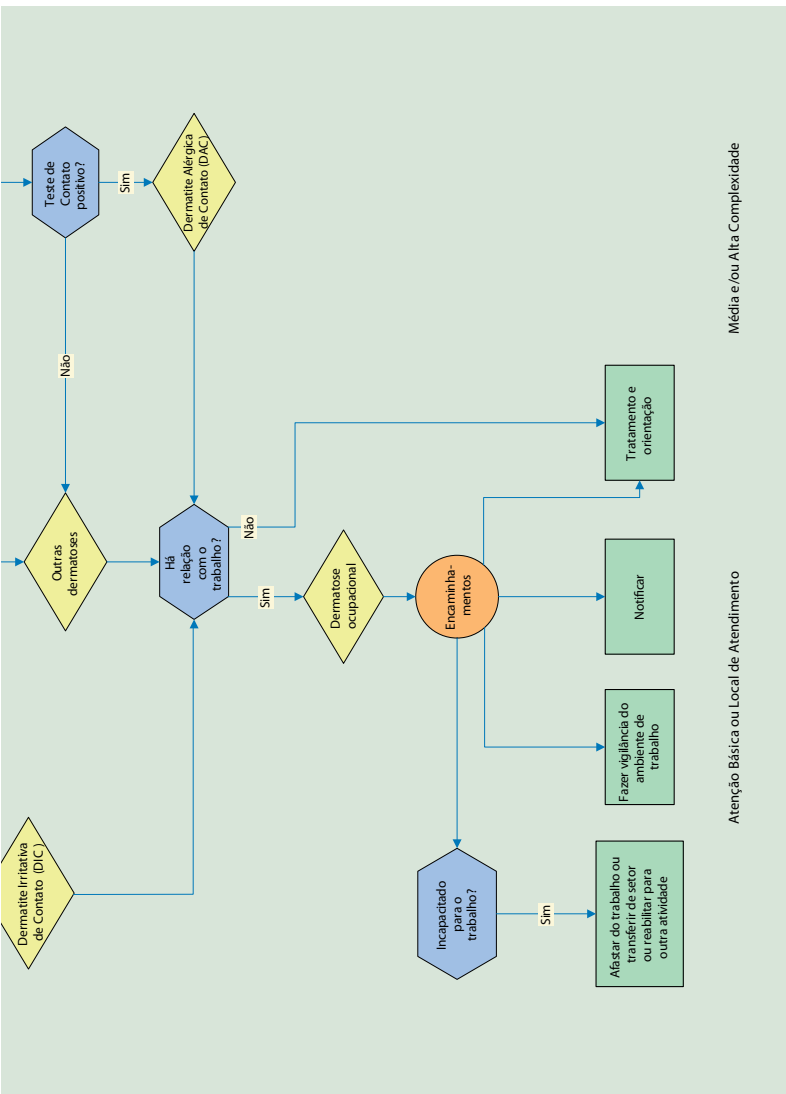 Dermatite Irritativa
de Contato (DIC)
Outras
dermatoses
Não
Teste de
Contato
positivo?
Sim
Há
relação
com o
trabalho?
Dermatite Alérgica
de Contato (DAC)
Sim
Não
Dermatose
ocupacional
Incapacitado
para o
trabalho?
Encaminha-
mentos
Sim
Afastar do trabalho ou
transferir de setor
ou reabilitar para
outra atividade
Fazer vigilância do
ambiente de
trabalho
Notificar
Tratamento e
orientação
Atenção Básica ou Local de Atendimento
Média e/ou Alta Complexidade